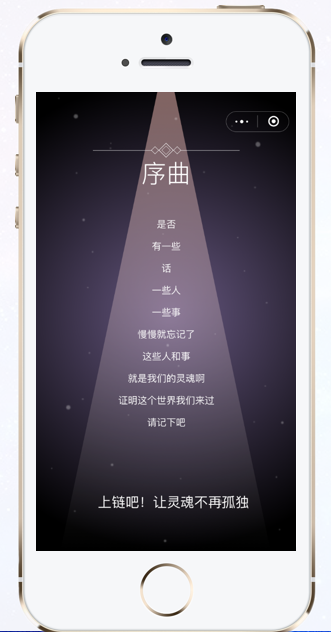 序曲
是否
有一些
话
一些人
一些事
慢慢就忘记了
这些人和事
就是我们的灵魂啊
证明这个世界我们来过
请记下吧
上链吧！让灵魂不再孤独